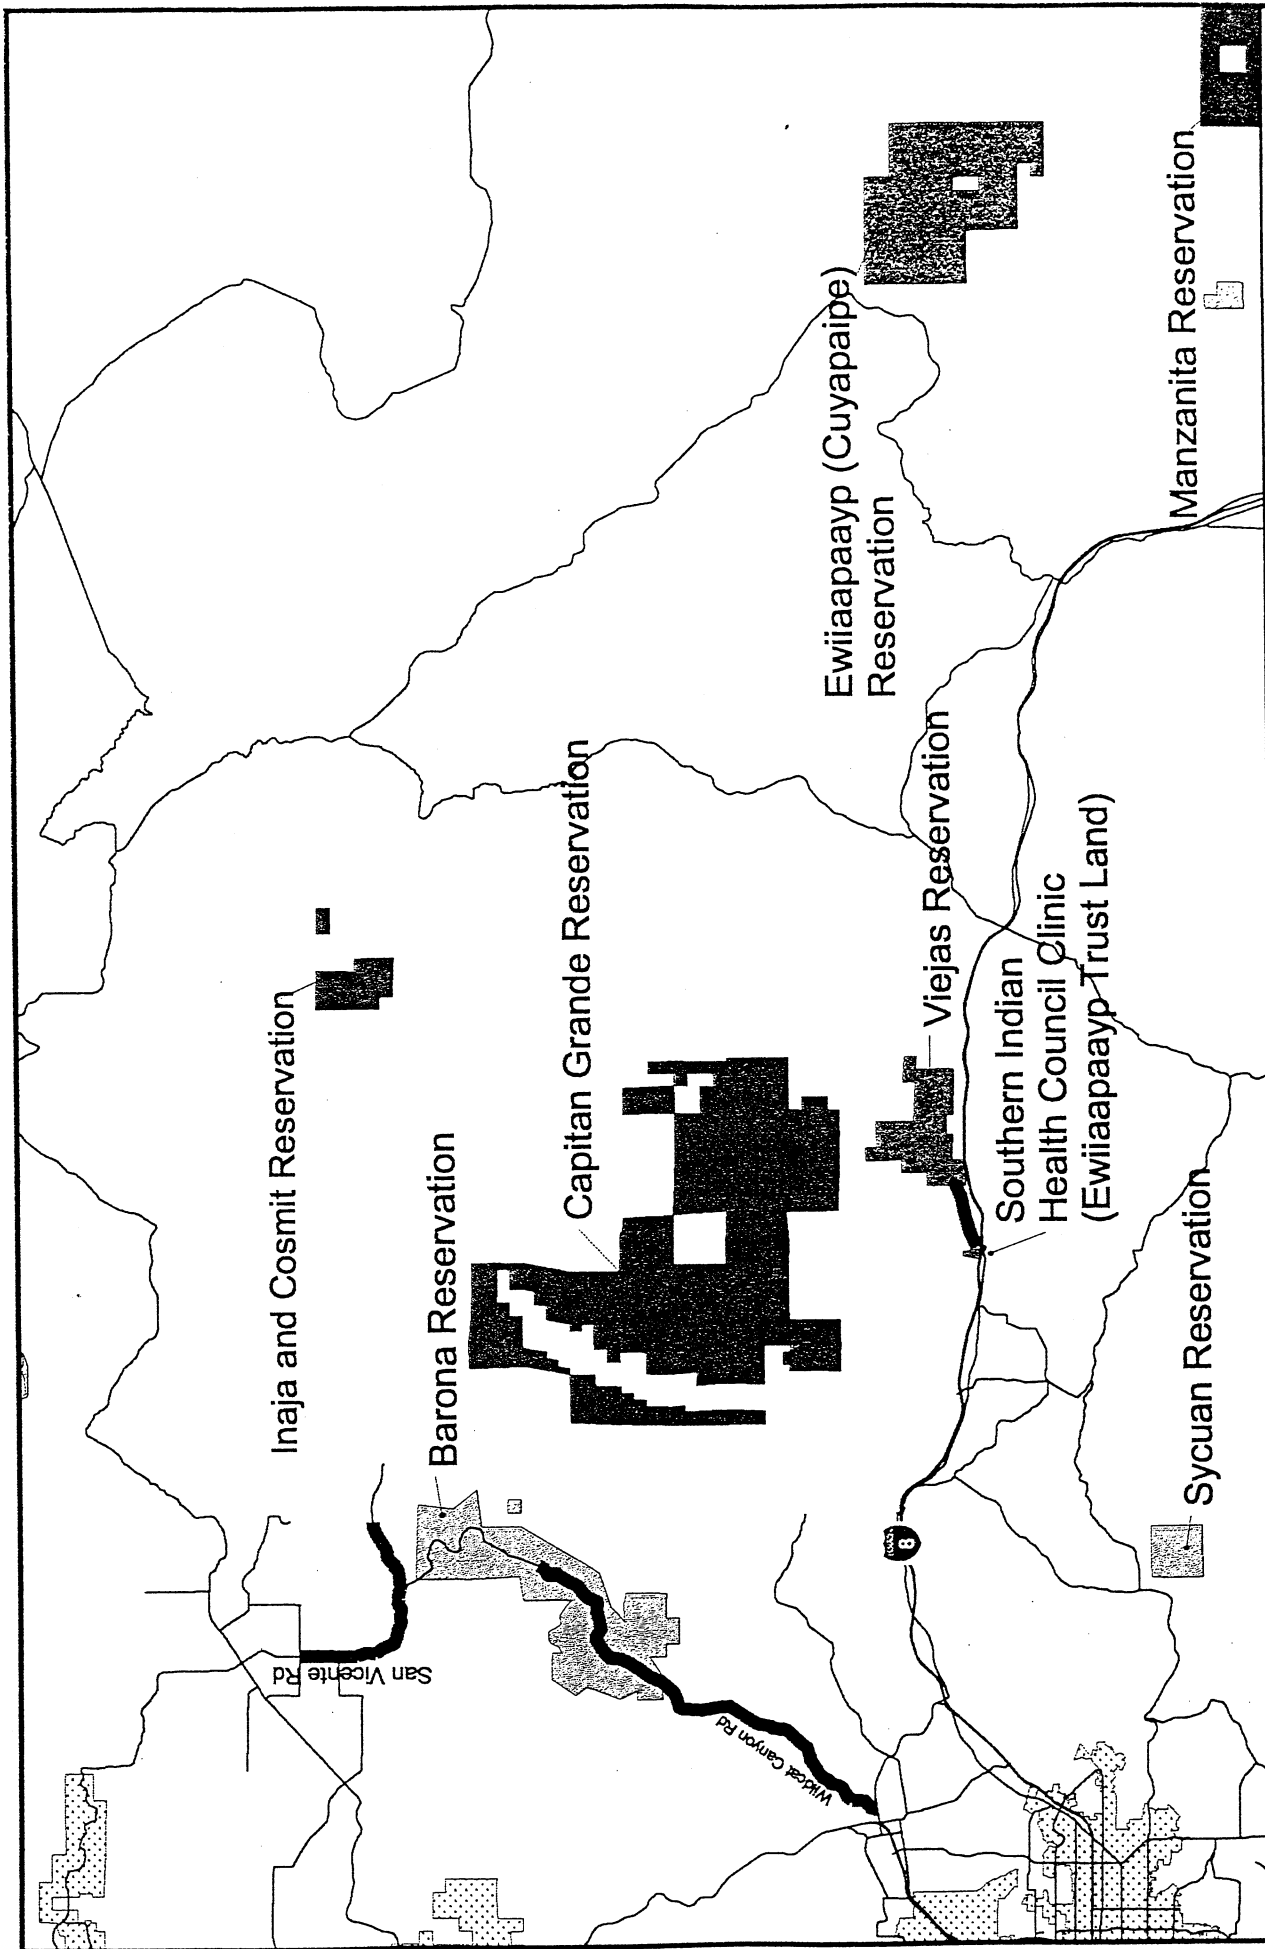 Inaja and Cosmit Reservation
Barona Reservation
Capitan Grande Reservation
Ewiiaapaayp (Cuyapaipe)
Reservation
Viejas Reservation
Southern Indian
Health Council Clinic
(Ewiiaapaayp Trust Land)
Manzanita Reservation
Sycuan Reservation
San Vicente Rd
Wildcat Canyon Rd
8